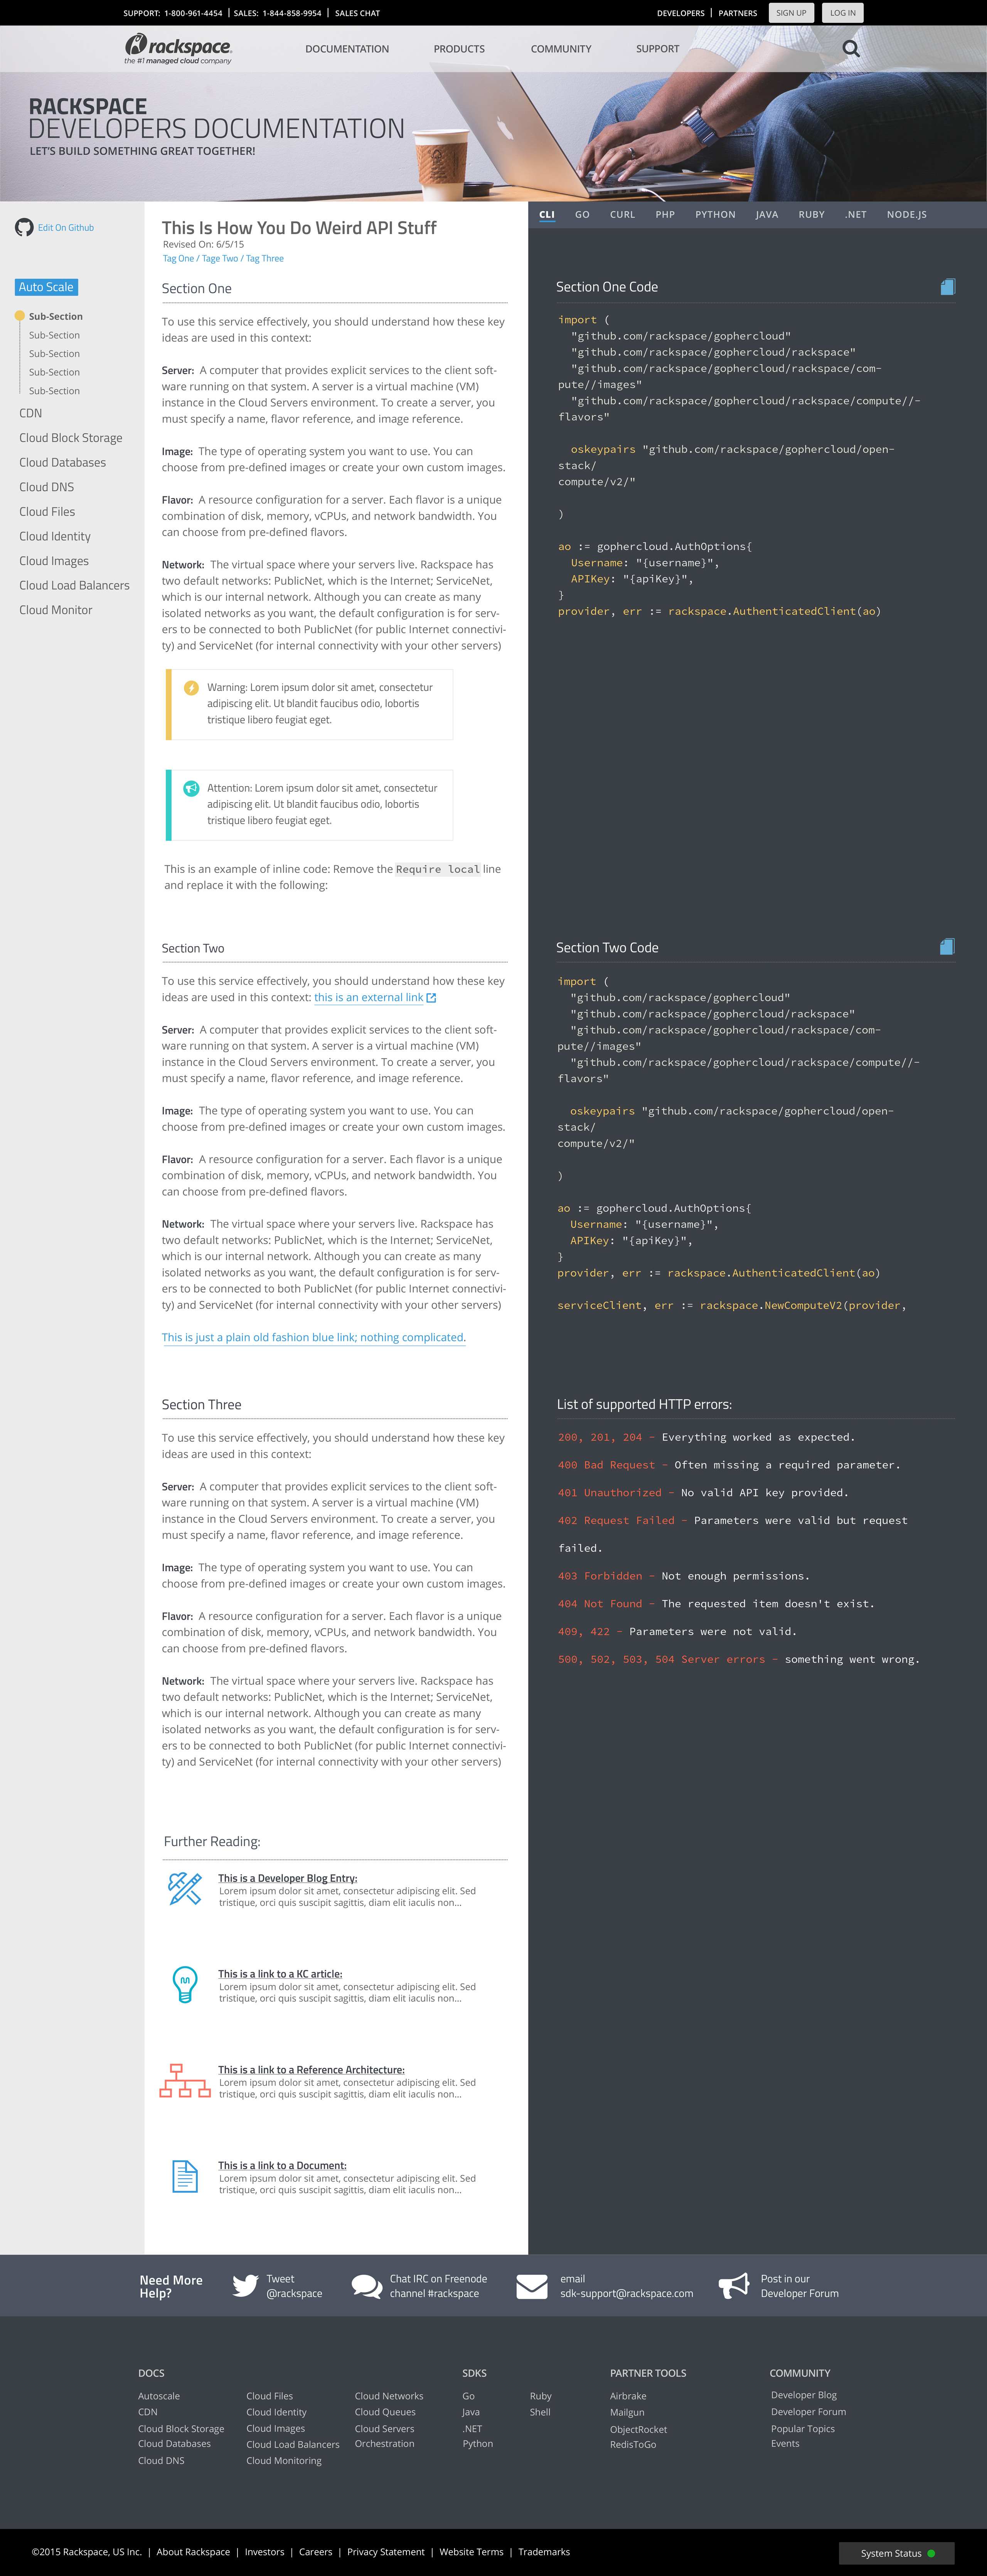 SUPPORT: 1-800-961-4454 | SALES: 1-844-858-9954 | SALES CHAT
DEVELOPERS | PARTNERS SIGN UP LOG IN
rackspace.
the #1 managed cloud company
DOCUMENTATION PRODUCTS COMMUNITY SUPPORT
RACKSPACE
DEVELOPERS DOCUMENTATION
LET'S BUILD SOMETHING GREAT TOGETHER!
Edit On Github
Auto Scale
Sub-Section
Sub-Section
Sub-Section
Sub-Section
Sub-Section
CDN
Cloud Block Storage
Cloud Databases
Cloud DNS
Cloud Files
Cloud Identity
Cloud Images
Cloud Load Balancers
Cloud Monitor
This Is How You Do Weird API Stuff
Revised On: 6/5/15
Tag One / Tage Two / Tag Three
Section One
To use this service effectively, you should understand how these key
ideas are used in this context:
Server: A computer that provides explicit services to the client soft-
ware running on that system. A server is a virtual machine (VM)
instance in the Cloud Servers environment. To create a server, you
must specify a name, flavor reference, and image reference.
Image: The type of operating system you want to use. You can
choose from pre-defined images or create your own custom images.
Flavor: A resource configuration for a server. Each flavor is a unique
combination of disk, memory, vCPUs, and network bandwidth. You
can choose from pre-defined flavors.
Network: The virtual space where your servers live. Rackspace has
two default networks: PublicNet, which is the Internet; ServiceNet,
which is our internal network. Although you can create as many
isolated networks as you want, the default configuration is for serv-
ers to be connected to both PublicNet (for public Internet connectivi-
ty) and ServiceNet (for internal connectivity with your other servers)
Warning: Lorem ipsum dolor sit amet, consectetur
adipiscing elit. Ut blandit faucibus odio, lobortis
tristique libero feugiat eget.
Attention: Lorem ipsum dolor sit amet, consectetur
adipiscing elit. Ut blandit faucibus odio, lobortis
tristique libero feugiat eget.
This is an example of inline code: Remove the Require local line
and replace it with the following:
Section Two
To use this service effectively, you should understand how these key
ideas are used in this context: this is an external link
Server: A computer that provides explicit services to the client soft-
ware running on that system. A server is a virtual machine (VM)
instance in the Cloud Servers environment. To create a server, you
must specify a name, flavor reference, and image reference.
Image: The type of operating system you want to use. You can
choose from pre-defined images or create your own custom images.
Flavor: A resource configuration for a server. Each flavor is a unique
combination of disk, memory, vCPUs, and network bandwidth. You
can choose from pre-defined flavors.
Network: The virtual space where your servers live. Rackspace has
two default networks: PublicNet, which is the Internet; ServiceNet,
which is our internal network. Although you can create as many
isolated networks as you want, the default configuration is for serv-
ers to be connected to both PublicNet (for public Internet connectivi-
ty) and ServiceNet (for internal connectivity with your other servers)
This is just a plain old fashion blue link; nothing complicated.
Section Three
To use this service effectively, you should understand how these key
ideas are used in this context:
Server: A computer that provides explicit services to the client soft-
ware running on that system. A server is a virtual machine (VM)
instance in the Cloud Servers environment. To create a server, you
must specify a name, flavor reference, and image reference.
Image: The type of operating system you want to use. You can
choose from pre-defined images or create your own custom images.
Flavor: A resource configuration for a server. Each flavor is a unique
combination of disk, memory, vCPUs, and network bandwidth. You
can choose from pre-defined flavors.
Network: The virtual space where your servers live. Rackspace has
two default networks: PublicNet, which is the Internet; ServiceNet,
which is our internal network. Although you can create as many
isolated networks as you want, the default configuration is for serv-
ers to be connected to both PublicNet (for public Internet connectivi-
ty) and ServiceNet (for internal connectivity with your other servers)
Further Reading:
This is a Developer Blog Entry:
Lorem ipsum dolor sit amet, consectetur adipiscing elit. Sed
tristique, orci quis suscipit sagittis, diam elit iaculis non...
This is a link to a KC article:
Lorem ipsum dolor sit amet, consectetur adipiscing elit. Sed
tristique, orci quis suscipit sagittis, diam elit iaculis non...
This is a link to a Reference Architecture:
Lorem ipsum dolor sit amet, consectetur adipiscing elit. Sed
tristique, orci quis suscipit sagittis, diam elit iaculis non...
This is a link to a Document:
Lorem ipsum dolor sit amet, consectetur adipiscing elit. Sed
tristique, orci quis suscipit sagittis, diam elit iaculis non...
CLI GO CURL PHP PYTHON JAVA RUBY .NET NODE.JS
Section One Code
import (
"github.com/rackspace/gophercloud"
"github.com/rackspace/gophercloud/rackspace"
"github.com/rackspace/gophercloud/rackspace/com-
pute//images"
"github.com/rackspace/gophercloud/rackspace/compute//-
flavors"
oskeypairs "github.com/rackspace/gophercloud/open-
stack/
compute/v2/"
)
ao := gophercloud.AuthOptions{
Username: "{username}",
APIKey: "{apiKey}",
}
provider, err := rackspace.AuthenticatedClient(ao)
Section Two Code
import (
"github.com/rackspace/gophercloud"
"github.com/rackspace/gophercloud/rackspace"
"github.com/rackspace/gophercloud/rackspace/com-
pute//images"
"github.com/rackspace/gophercloud/rackspace/compute//-
flavors"
oskeypairs "github.com/rackspace/gophercloud/open-
stack/
compute/v2/"
)
ao := gophercloud.AuthOptions{
Username: "{username}",
APIKey: "{apiKey}",
}
provider, err := rackspace.AuthenticatedClient(ao)
serviceClient, err := rackspace.NewComputeV2(provider,
List of supported HTTP errors:
200, 201, 204 - Everything worked as expected.
400 Bad Request - Often missing a required parameter.
401 Unauthorized - No valid API key provided.
402 Request Failed - Parameters were valid but request
failed.
403 Forbidden - Not enough permissions.
404 Not Found - The requested item doesn't exist.
409, 422 - Parameters were not valid.
500, 502, 503, 504 Server errors - something went wrong.
Need More
Help?
Tweet
@rackspace
Chat IRC on Freenode
channel #rackspace
email
sdk-support@rackspace.com
Post in our
Developer Forum
DOCS
Autoscale
CDN
Cloud Block Storage
Cloud Databases
Cloud DNS
Cloud Files
Cloud Identity
Cloud Images
Cloud Load Balancers
Cloud Monitoring
Cloud Networks
Cloud Queues
Cloud Servers
Orchestration
SDKS
Go
Java
.NET
Python
Ruby
Shell
PARTNER TOOLS
Airbrake
Mailgun
ObjectRocket
RedisToGo
COMMUNITY
Developer Blog
Developer Forum
Popular Topics
Events
©2015 Rackspace, US Inc. | About Rackspace | Investors | Careers | Privacy Statement | Website Terms | Trademarks
System Status